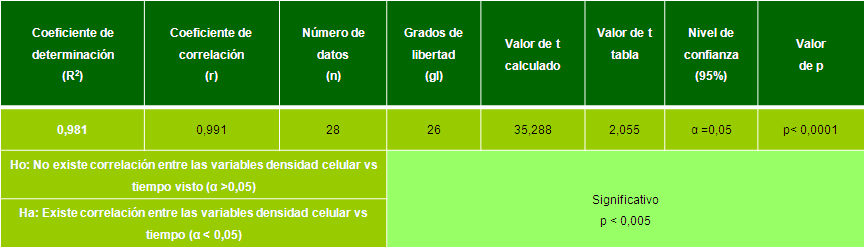 Coeficiente de
determinación
(R²)
Coeficiente de
correlación
(r)
Número de
datos
(n)
Grados de
libertad
(gl)
Valor de t
calculado
Valor de t
tabla
Nivel de
confianza
(95%)
Valor
de p
0,981
0,991
28
26
35,288
2,055
α =0,05
p< 0,0001
Ho: No existe correlación entre las variables densidad celular vs
tiempo visto (α >0,05)
Ha: Existe correlación entre las variables densidad celular vs
tiempo (α < 0,05)
Significativo
p < 0,005